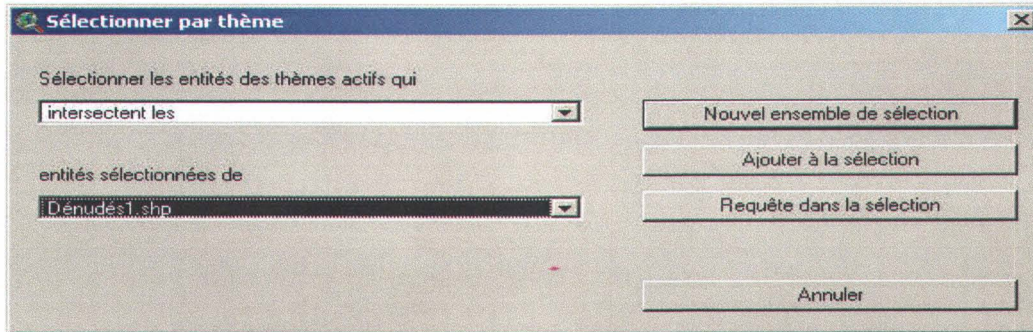 Sélectionner par thème
Sélectionner les entités des thèmes actifs qui
intersectent les
entités sélectionnées de
Dénudés1.shp
Nouvel ensemble de sélection
Ajouter à la sélection
Requête dans la sélection
Annuler